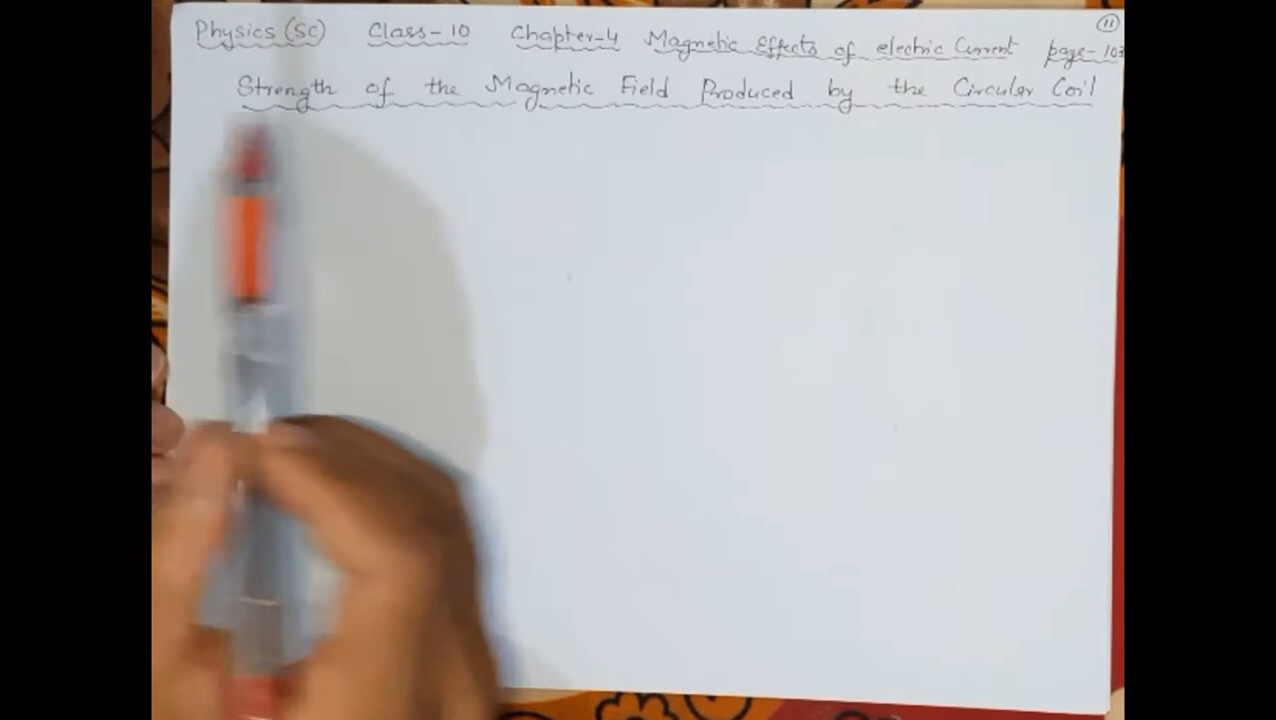 11
Physics (SC) Class-10 Chapter-4 Magnetic Effects of electric Current page-103
Strength of the Magnetic Field Produced by the Circular Coil